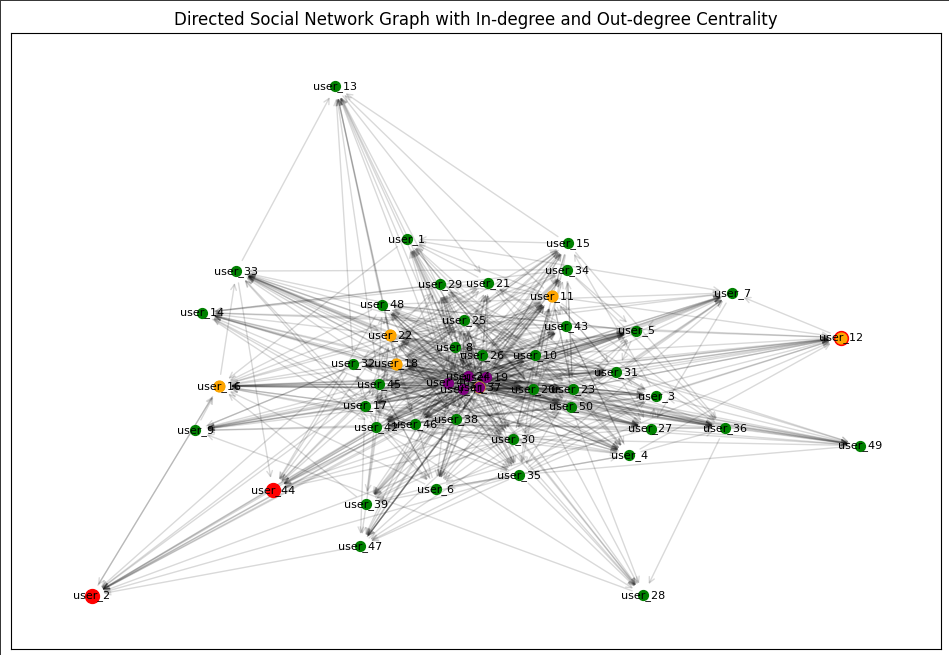 Directed Social Network Graph with In-degree and Out-degree Centrality
user_13
user_1
user_15
user_33
user_34
user_29
user_21
user_7
user_11
user_48
user_14
user_25
user_43
user_5
user_22
user_12
user_8
user_26
user_10
user_32
user_18
user_31
user_45
user_16
user_23
user_3
user_17
user_50
user_38
user_46
user_42
user_27
user_36
user_9
user_30
user_49
user_4
user_35
user_6
user_44
user_39
user_47
user_2
user_28